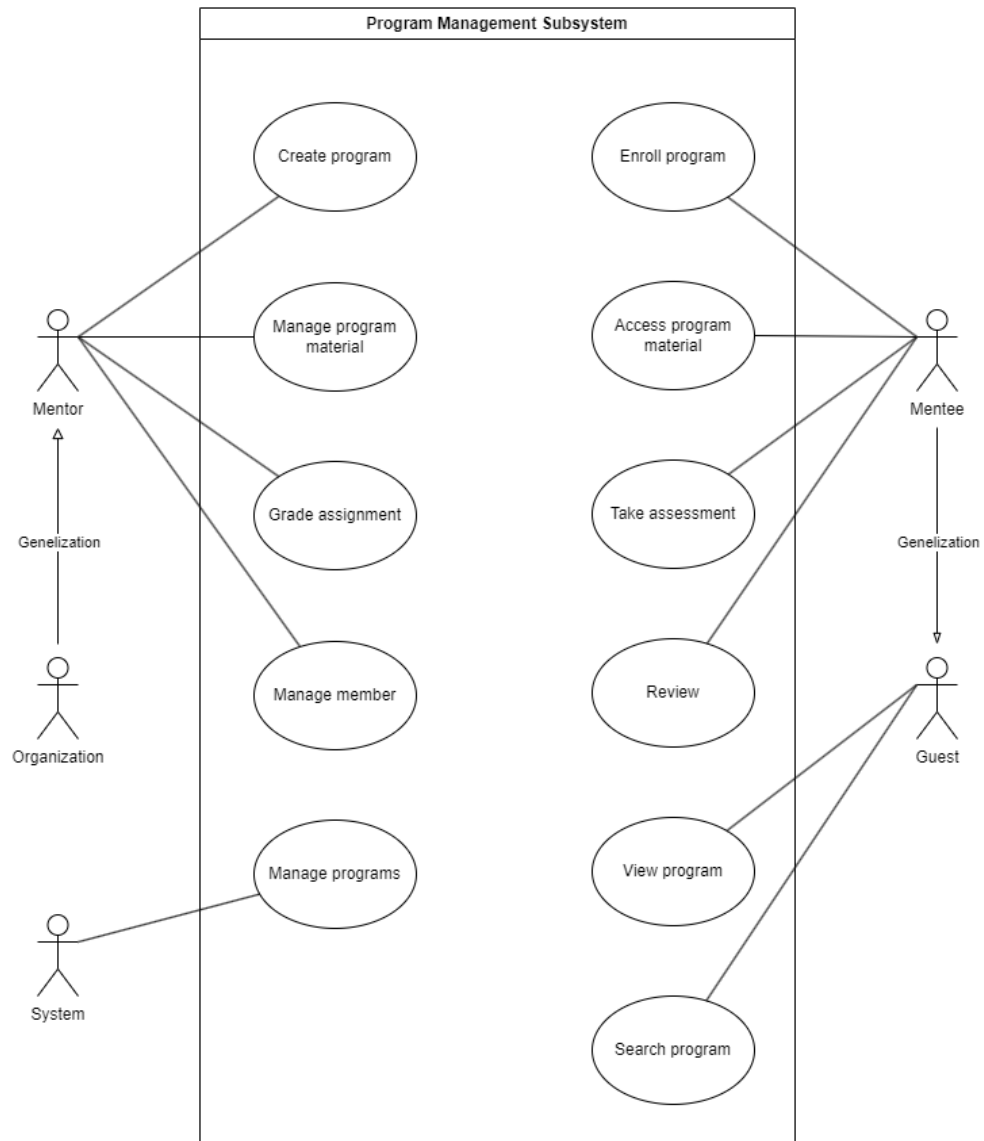 Program Management Subsystem
Create program
Enroll program
Manage program
material
Access program
material
Mentor
Mentee
Grade assignment
Take assessment
Genelization
Genelization
Manage member
Review
Organization
Guest
Manage programs
View program
System
Search program